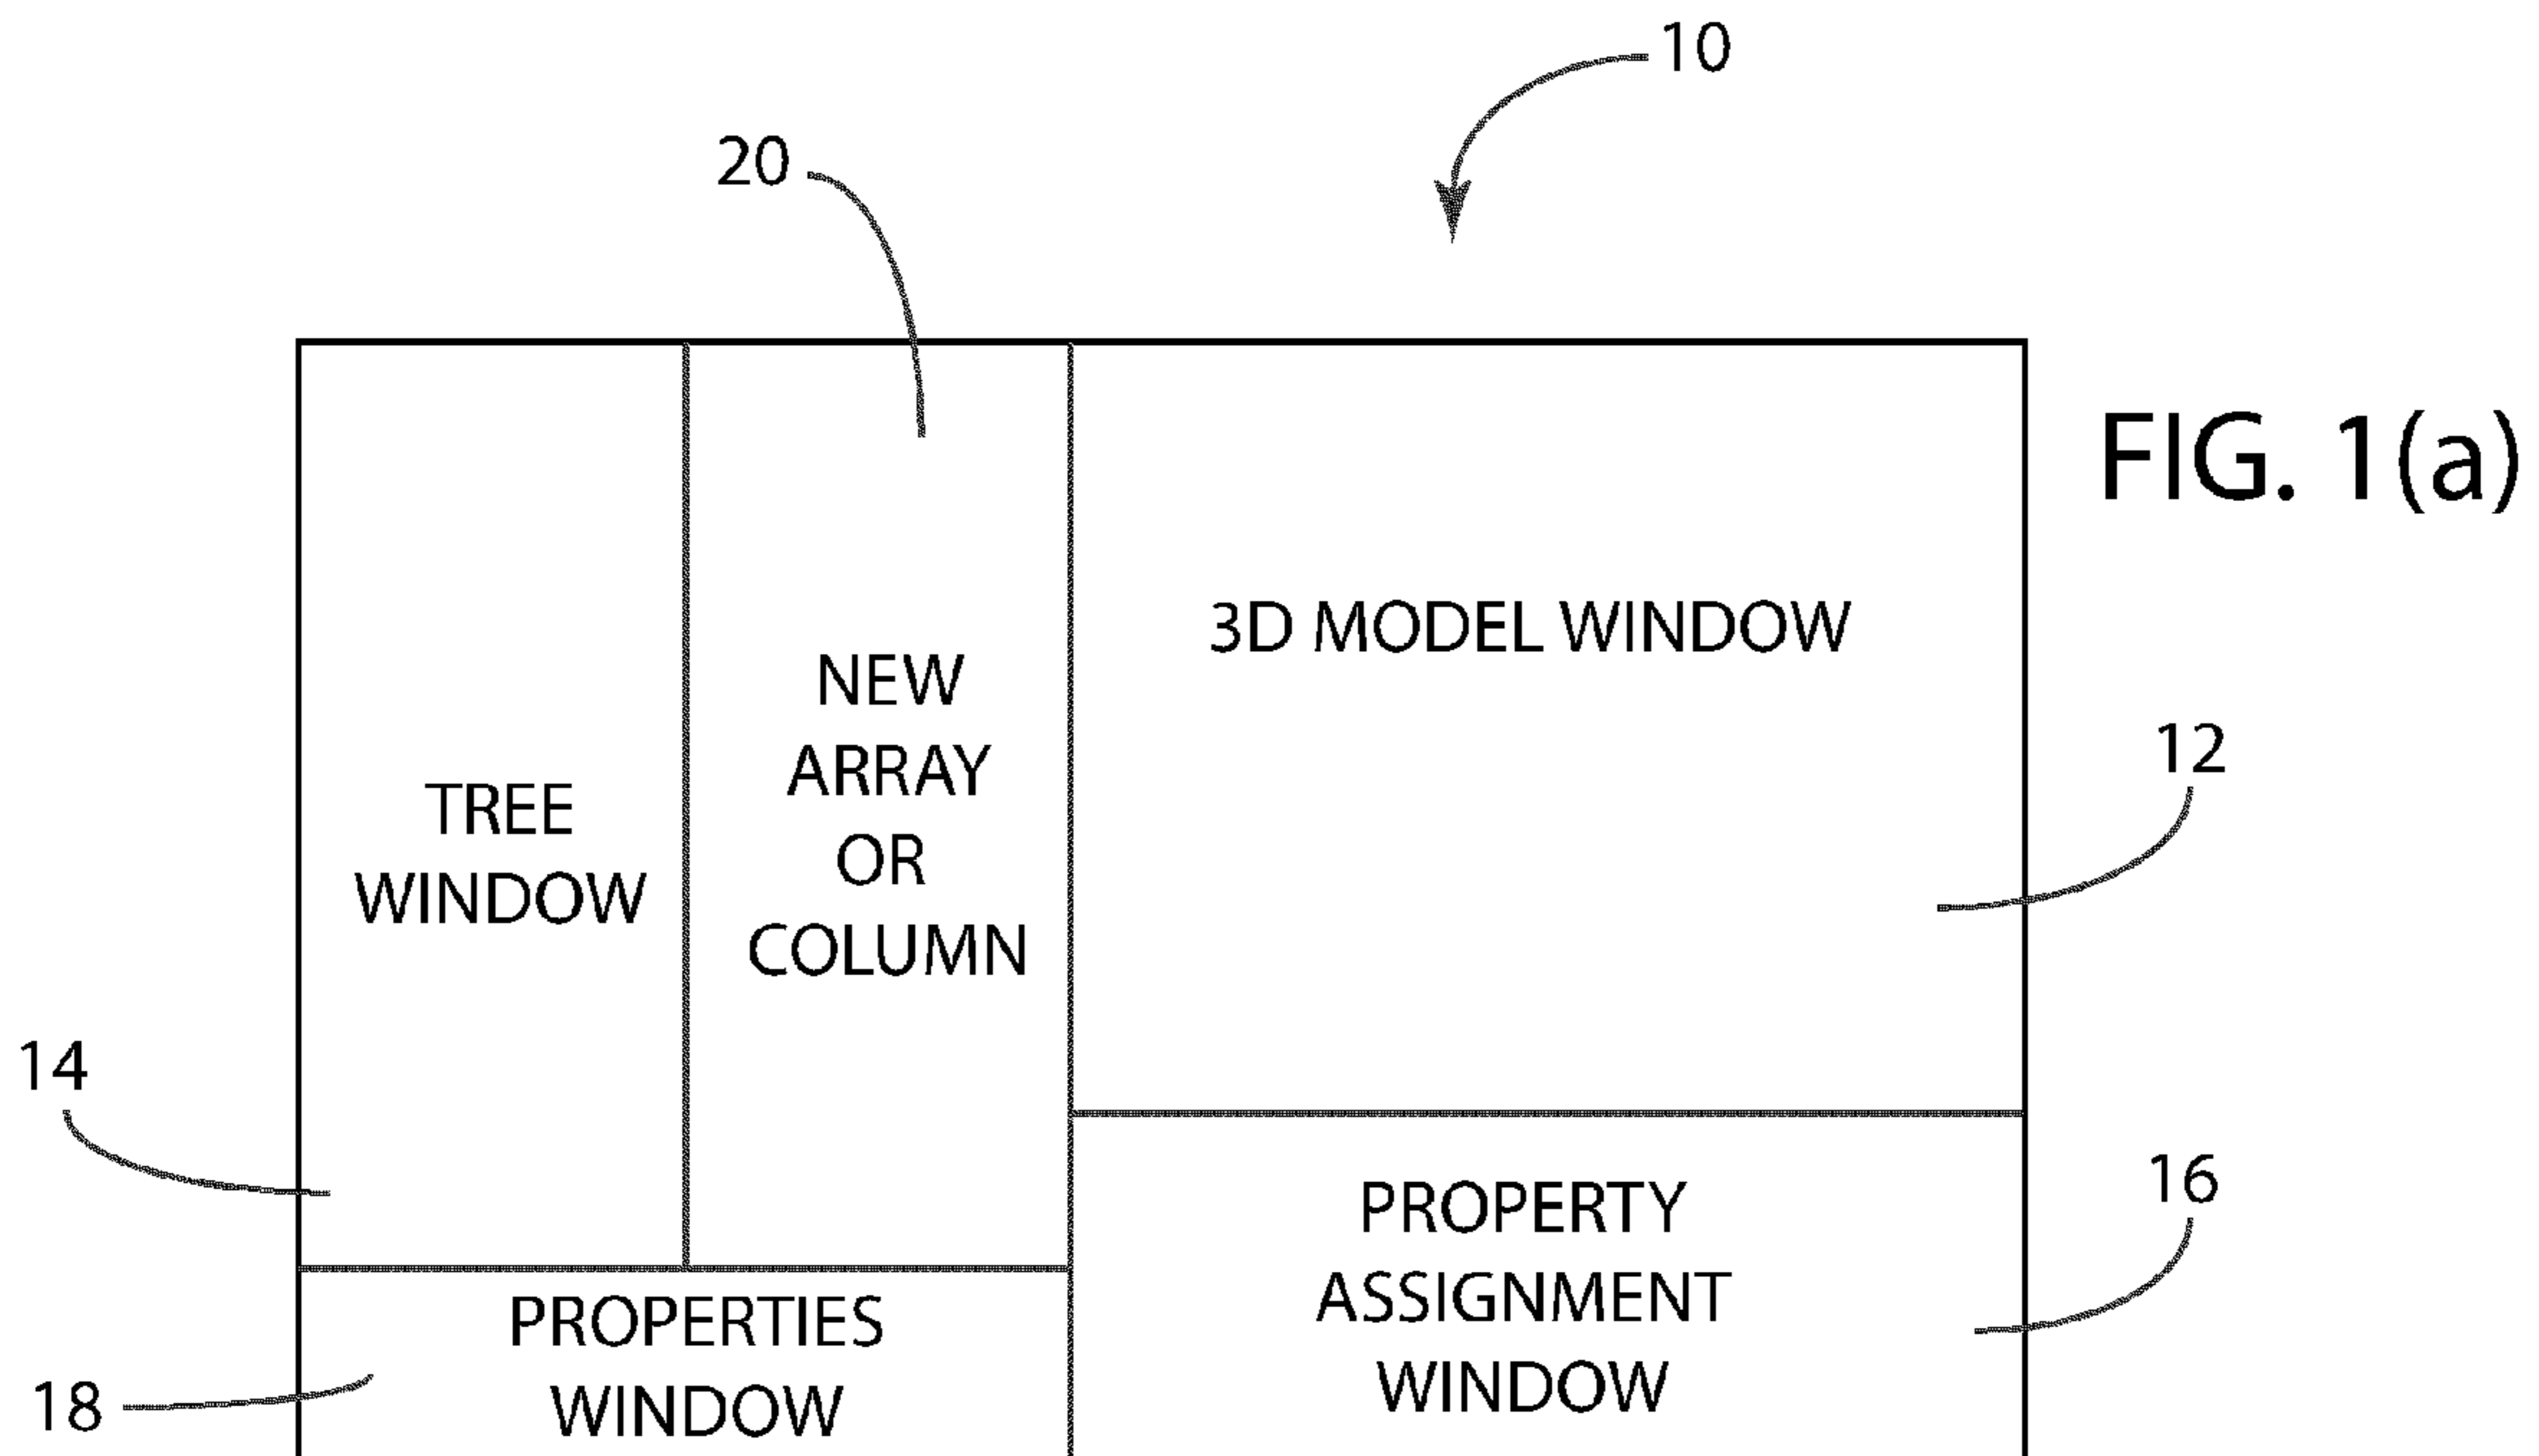 10
20
FIG. 1(a)
3D MODEL WINDOW
NEW
ARRAY
OR
COLUMN
12
TREE
WINDOW
14
16
PROPERTY
ASSIGNMENT
WINDOW
PROPERTIES
WINDOW
18